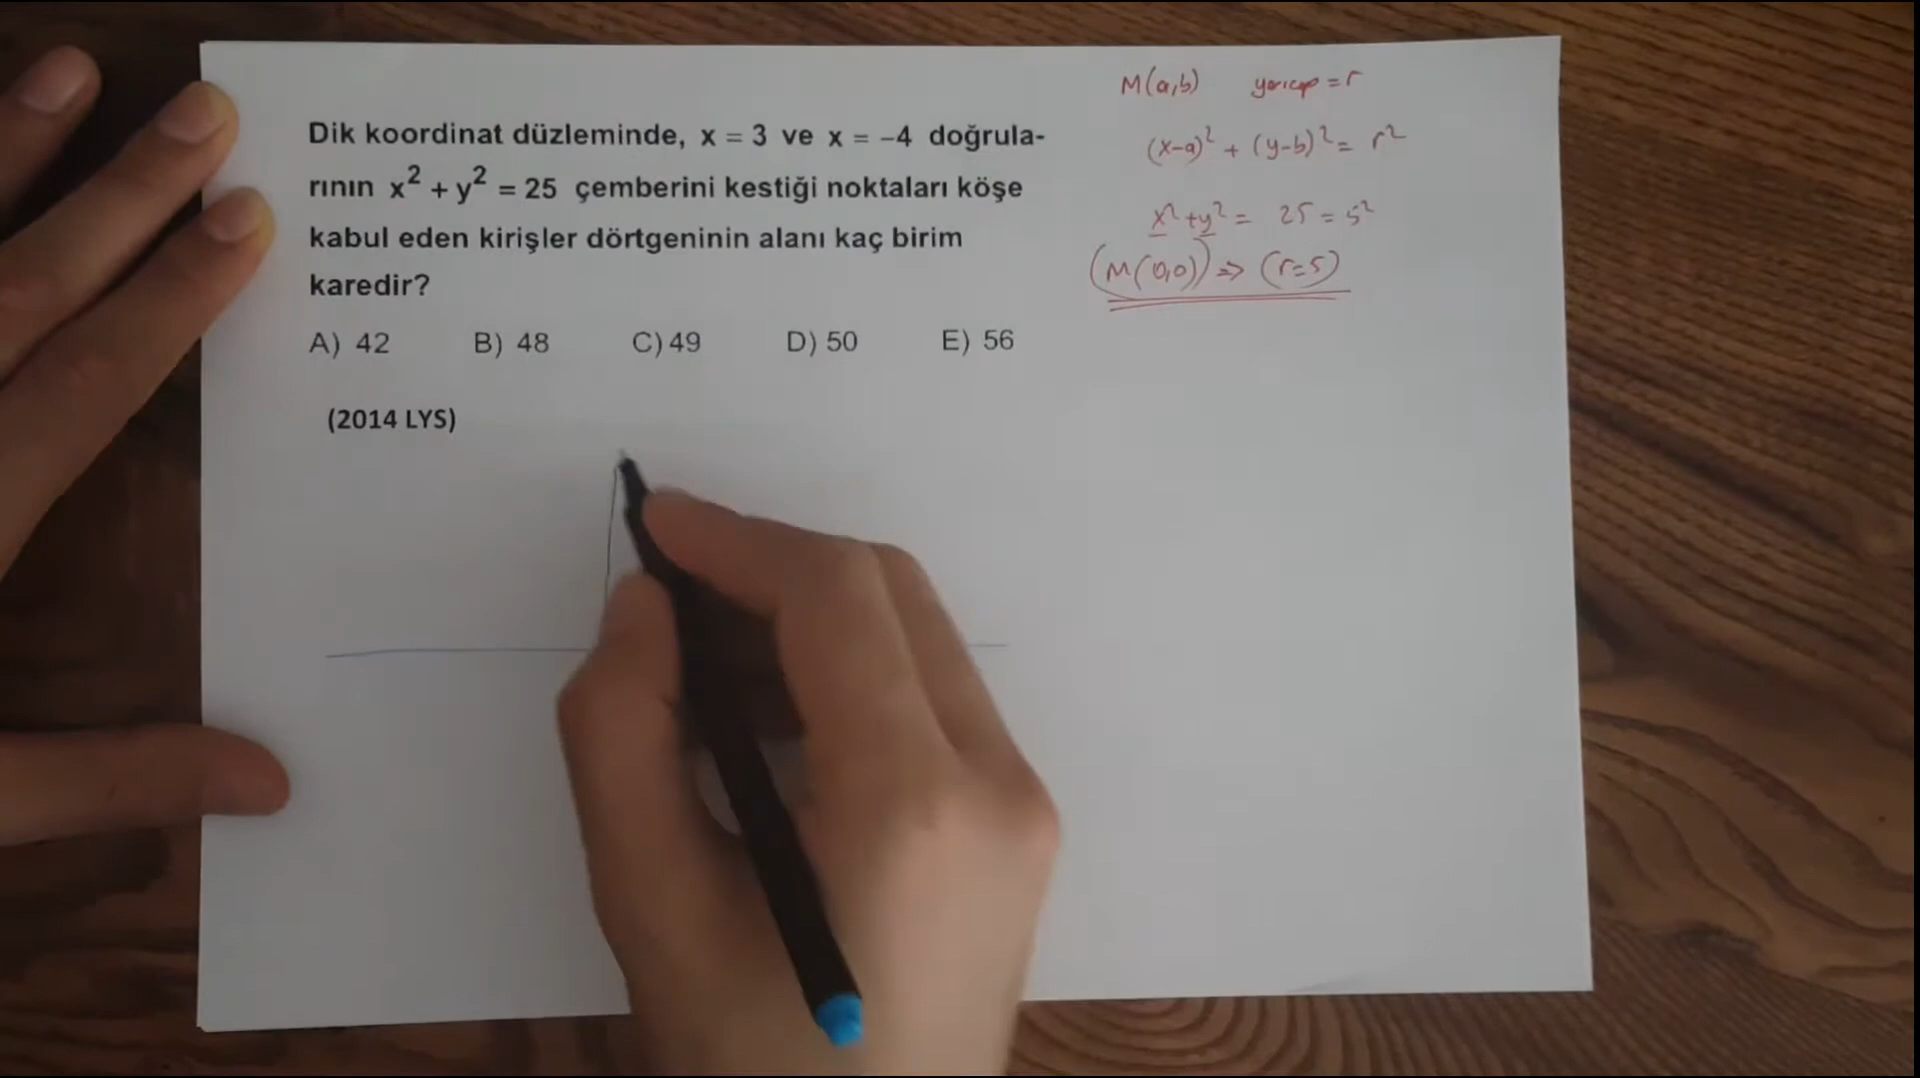 Dik koordinat düzleminde, x = 3 ve x = −4 doğrula-
rının x² + y² = 25 çemberini kestiği noktaları köşe
kabul eden kirişler dörtgeninin alanı kaç birim
karedir?
A) 42 B) 48 C) 49 D) 50 E) 56
(2014 LYS)
M(a,b) yarıçap = r
(x-a)² + (y-b)² = r²
x² + y² = 25 = 5²
(M(0,0)) ⇒ (r=5)